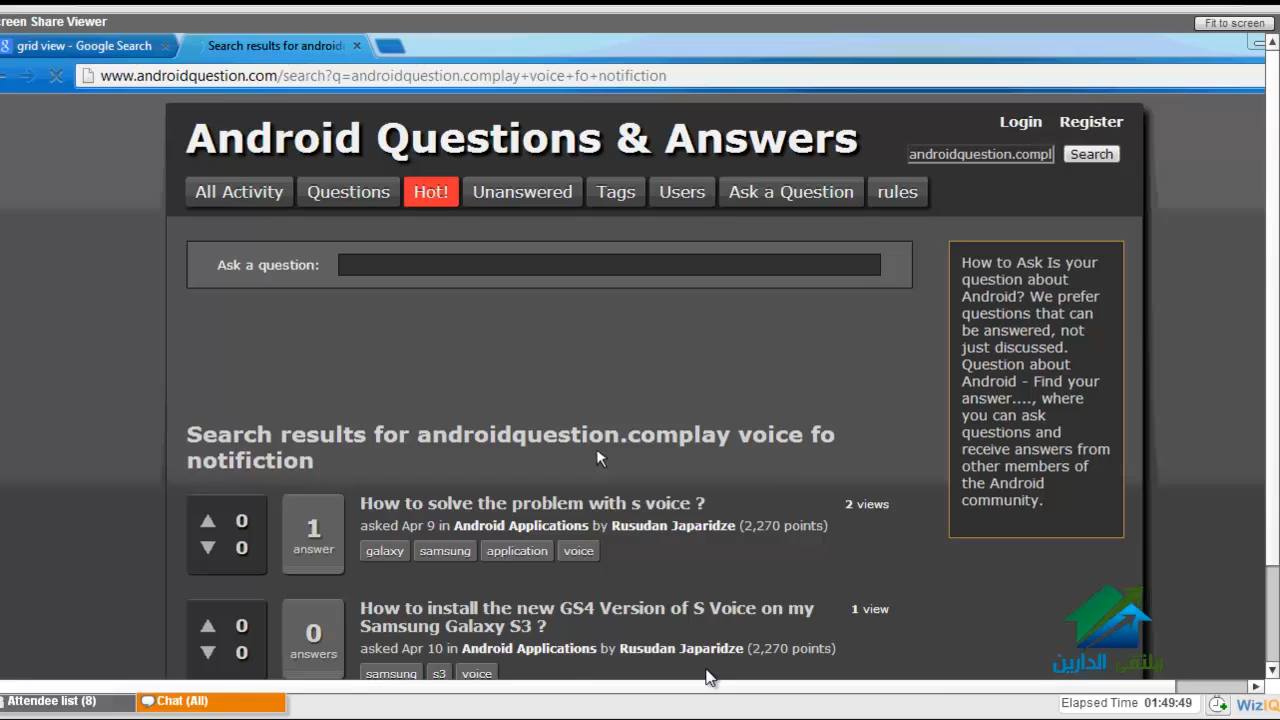 reen Share Viewer
Fit to screen
grid view - Google Search
Search results for android
www.androidquestion.com/search?q=androidquestion.complay+voice+fo+notifiction
Login Register
Android Questions & Answers
androidquestion.compl Search
All Activity Questions Hot! Unanswered Tags Users Ask a Question rules
Ask a question:
How to Ask Is your
question about
Android? We prefer
questions that can
be answered, not
just discussed.
Question about
Android - Find your
answer...., where
you can ask
questions and
receive answers from
other members of
the Android
community.
Search results for androidquestion.complay voice fo
notifiction
0
0
1
answer
How to solve the problem with s voice ?
2 views
asked Apr 9 in Android Applications by Rusudan Japaridze (2,270 points)
galaxy samsung application voice
0
0
0
answers
How to install the new GS4 Version of S Voice on my
Samsung Galaxy S3 ?
1 view
asked Apr 10 in Android Applications by Rusudan Japaridze (2,270 points)
samsung s3 voice
ملتقى الدارين
Attendee list (8)
Chat (All)
Elapsed Time 01:49:49
WizIQ